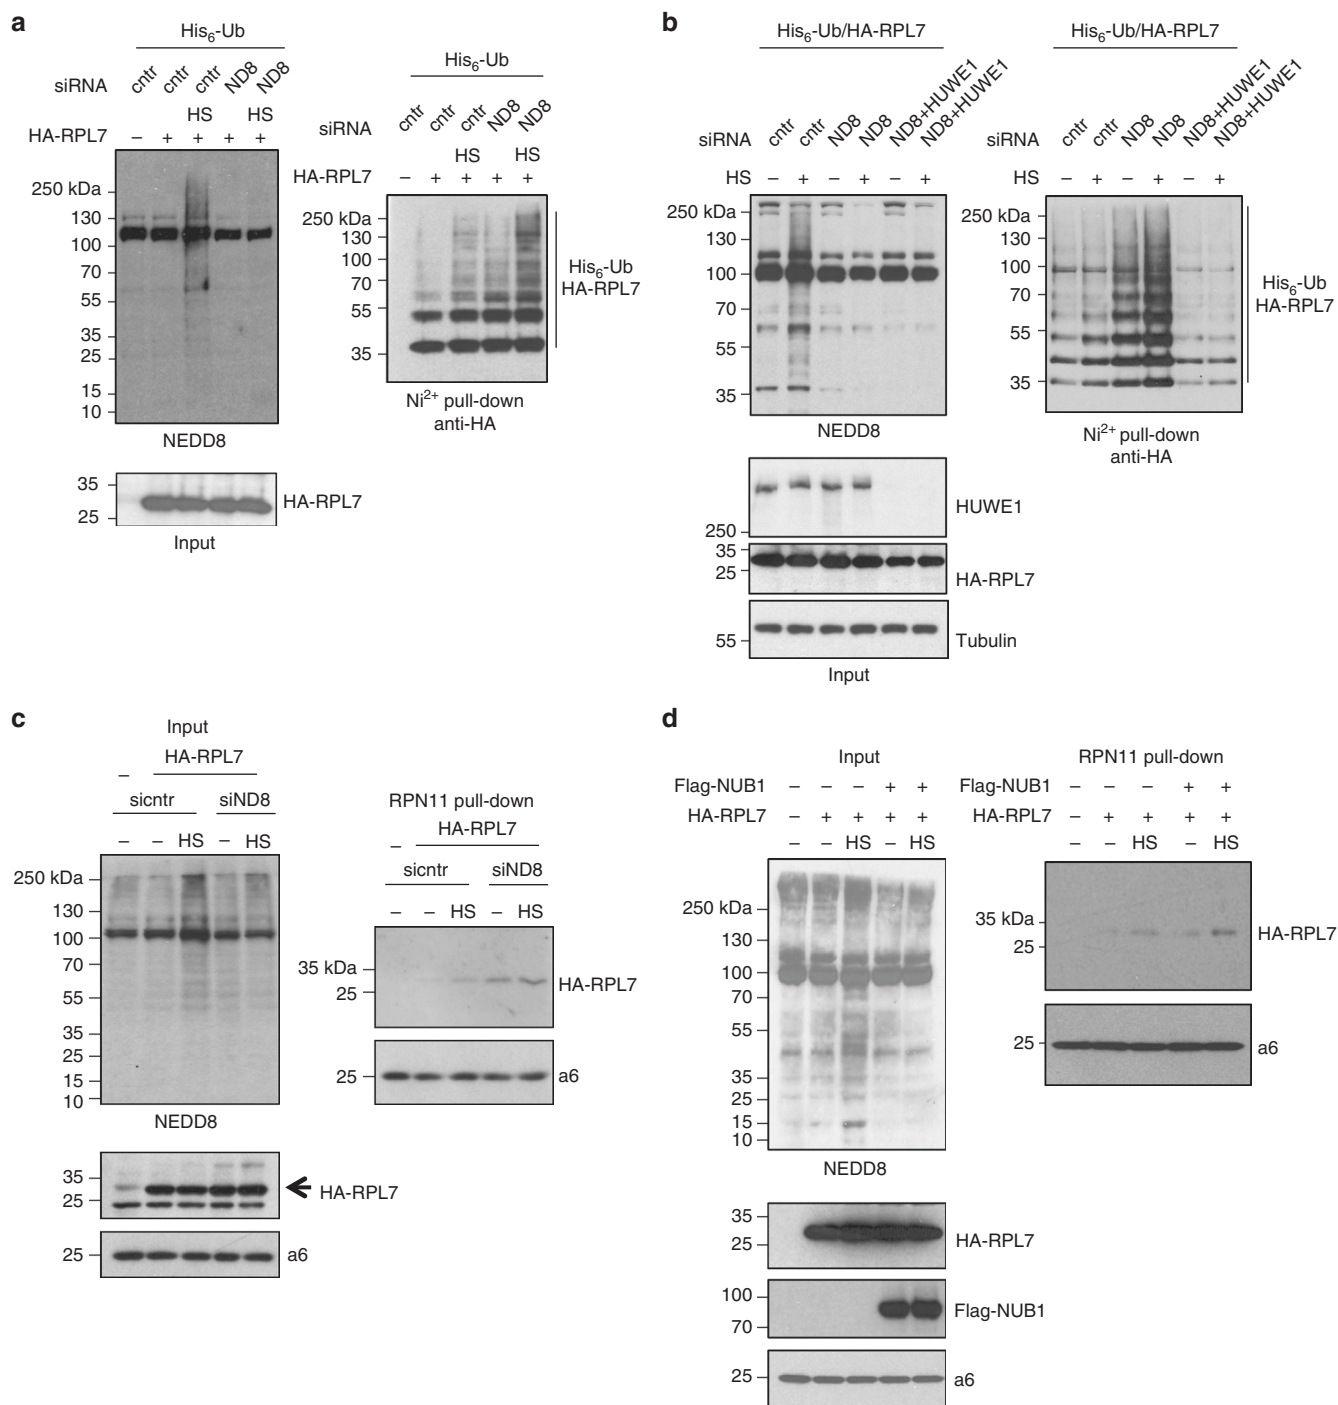 a
His6-Ub
siRNA cntr cntr cntr ND8 ND8
HS HS
HA-RPL7 – + + + +
250 kDa
130
100
70
55
35
25
15
10
NEDD8
35
25
HA-RPL7
Input
His6-Ub
siRNA cntr cntr cntr ND8 ND8
HS HS
HA-RPL7 – + + + +
250 kDa
130
100
70
55
35
His6-Ub
HA-RPL7
Ni2+ pull-down
anti-HA
b
His6-Ub/HA-RPL7
siRNA cntr cntr ND8 ND8 ND8+HUWE1 ND8+HUWE1
HS – + – + – +
250 kDa
130
100
70
55
35
NEDD8
250
HUWE1
35
25
HA-RPL7
55
Tubulin
Input
His6-Ub/HA-RPL7
siRNA cntr cntr ND8 ND8 ND8+HUWE1 ND8+HUWE1
HS – + – + – +
250 kDa
130
100
70
55
35
His6-Ub
HA-RPL7
Ni2+ pull-down
anti-HA
c
Input
– HA-RPL7
sicntr siND8
– – HS – HS
250 kDa
130
100
70
55
35
25
15
10
NEDD8
35
25
HA-RPL7
25
a6
RPN11 pull-down
– HA-RPL7
sicntr siND8
– – HS – HS
35 kDa
25
HA-RPL7
25
a6
d
Input
Flag-NUB1 – – – + +
HA-RPL7 – + + + +
HS HS
250 kDa
130
100
70
55
35
25
15
10
NEDD8
35
25
HA-RPL7
100
70
Flag-NUB1
25
a6
RPN11 pull-down
Flag-NUB1 – – – + +
HA-RPL7 – + + + +
HS HS
35 kDa
25
HA-RPL7
25
a6